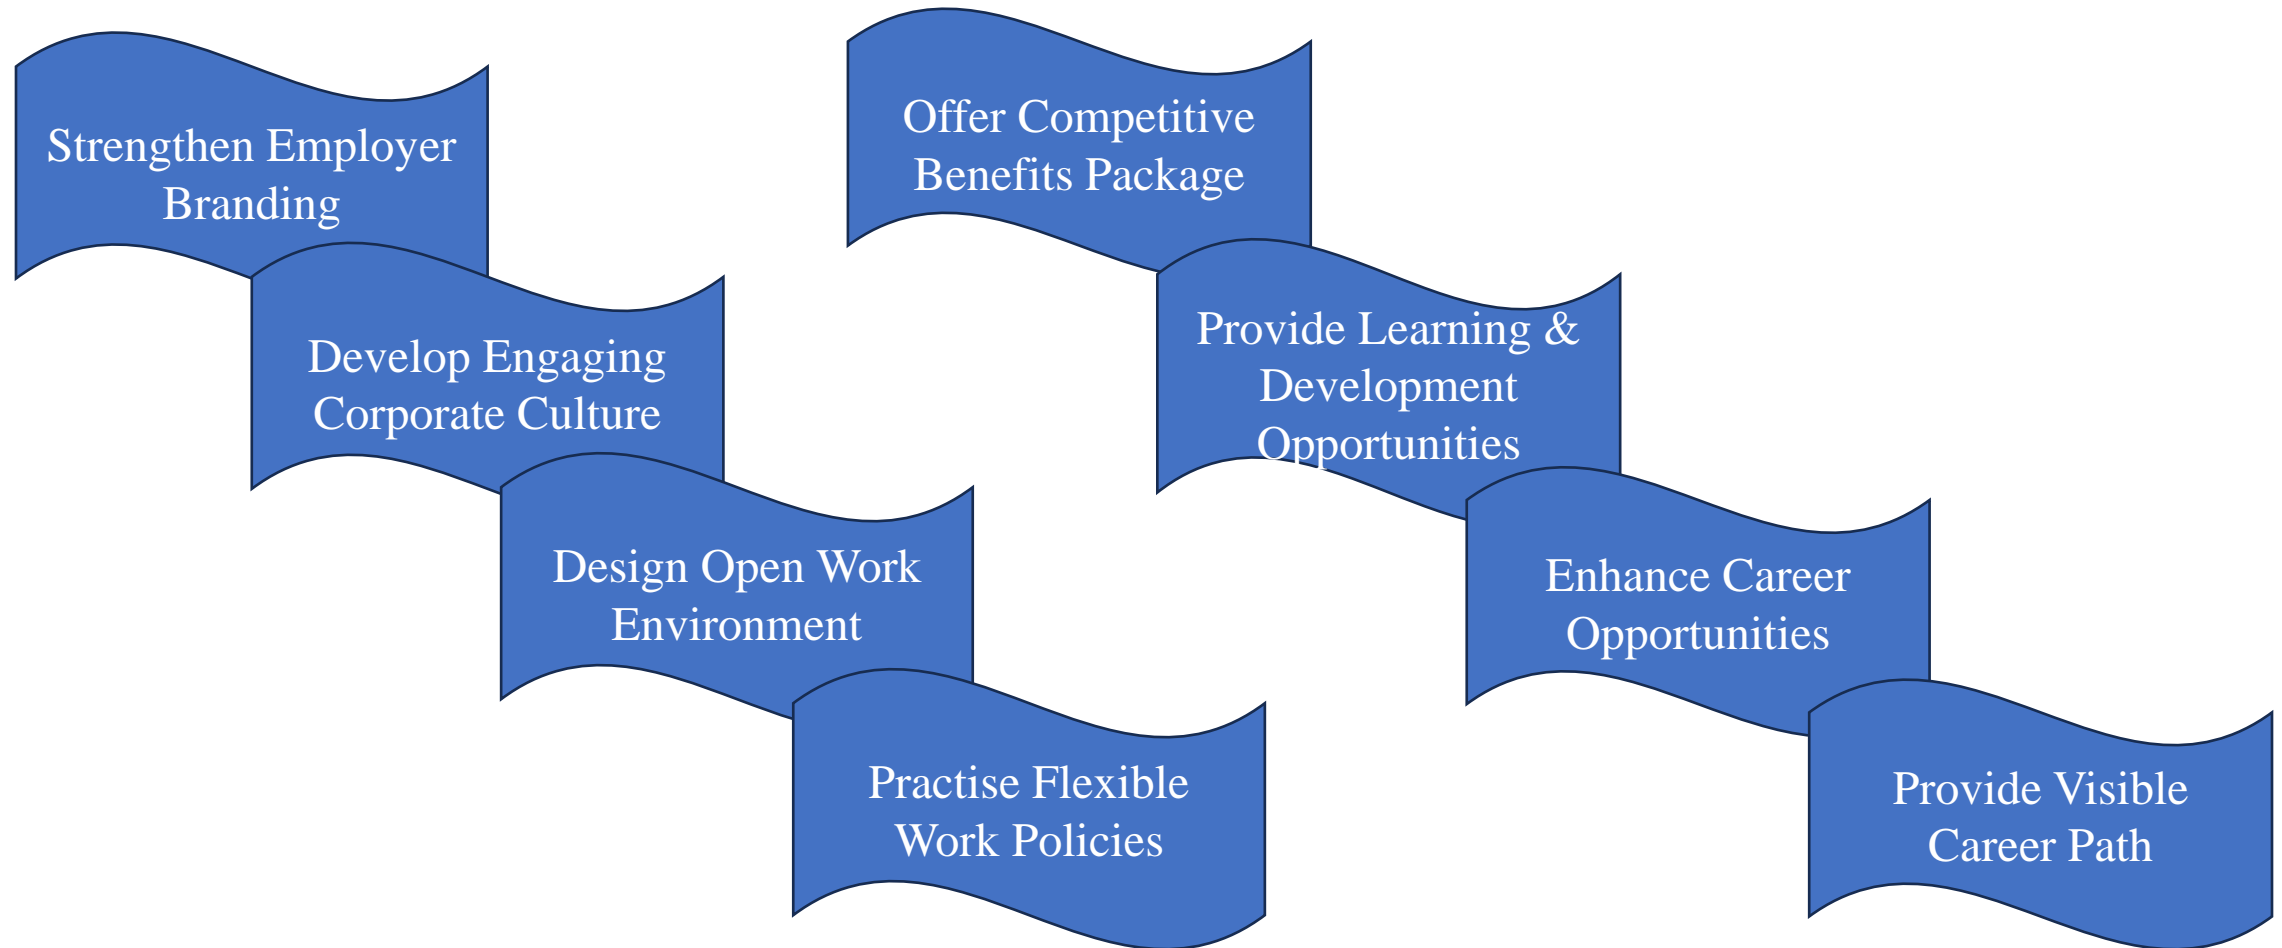 Strengthen Employer
Branding
Develop Engaging
Corporate Culture
Design Open Work
Environment
Practise Flexible
Work Policies
Offer Competitive
Benefits Package
Provide Learning &
Development
Opportunities
Enhance Career
Opportunities
Provide Visible
Career Path